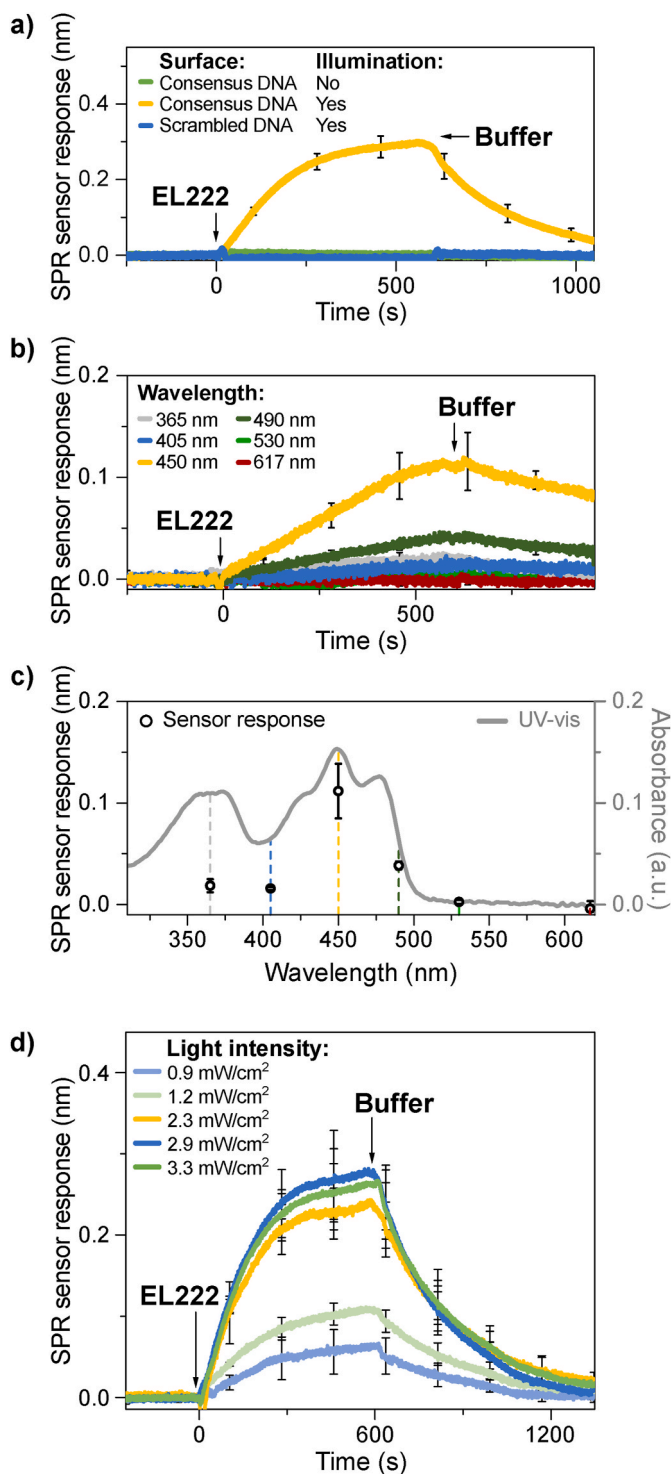 a)
Surface: Illumination:
Consensus DNA No
Consensus DNA Yes
Scrambled DNA Yes
Buffer
EL222
SPR sensor response (nm)
0.4
0.2
0.0
0 500 1000
Time (s)
b)
Wavelength:
365 nm 490 nm
405 nm 530 nm
450 nm 617 nm
Buffer
EL222
SPR sensor response (nm)
0.2
0.1
0.0
0 500
Time (s)
c)
Sensor response UV-vis
SPR sensor response (nm)
0.2
0.1
0.0
Absorbance (a.u.)
0.2
0.1
0.0
350 400 450 500 550 600
Wavelength (nm)
d)
Light intensity:
0.9 mW/cm²
1.2 mW/cm²
2.3 mW/cm²
2.9 mW/cm²
3.3 mW/cm²
Buffer
EL222
SPR sensor response (nm)
0.4
0.2
0.0
0 600 1200
Time (s)